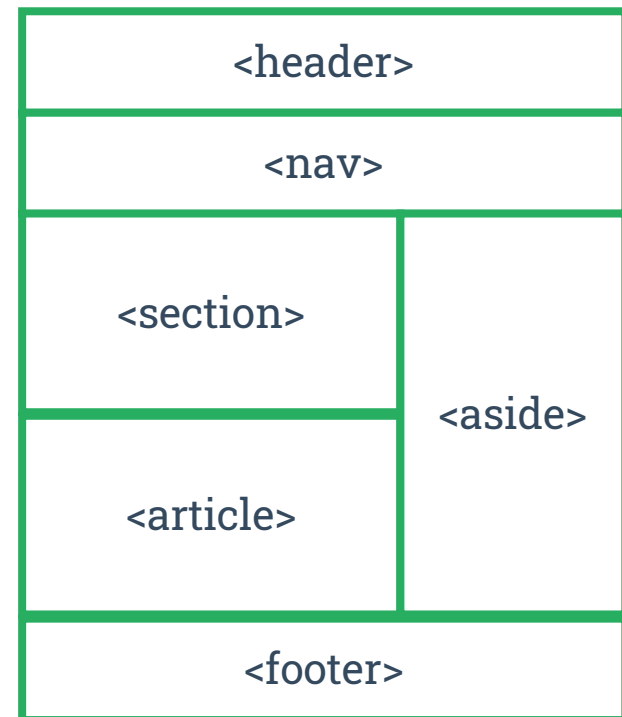 <header>
<nav>
<section>
<aside>
<article>
<footer>